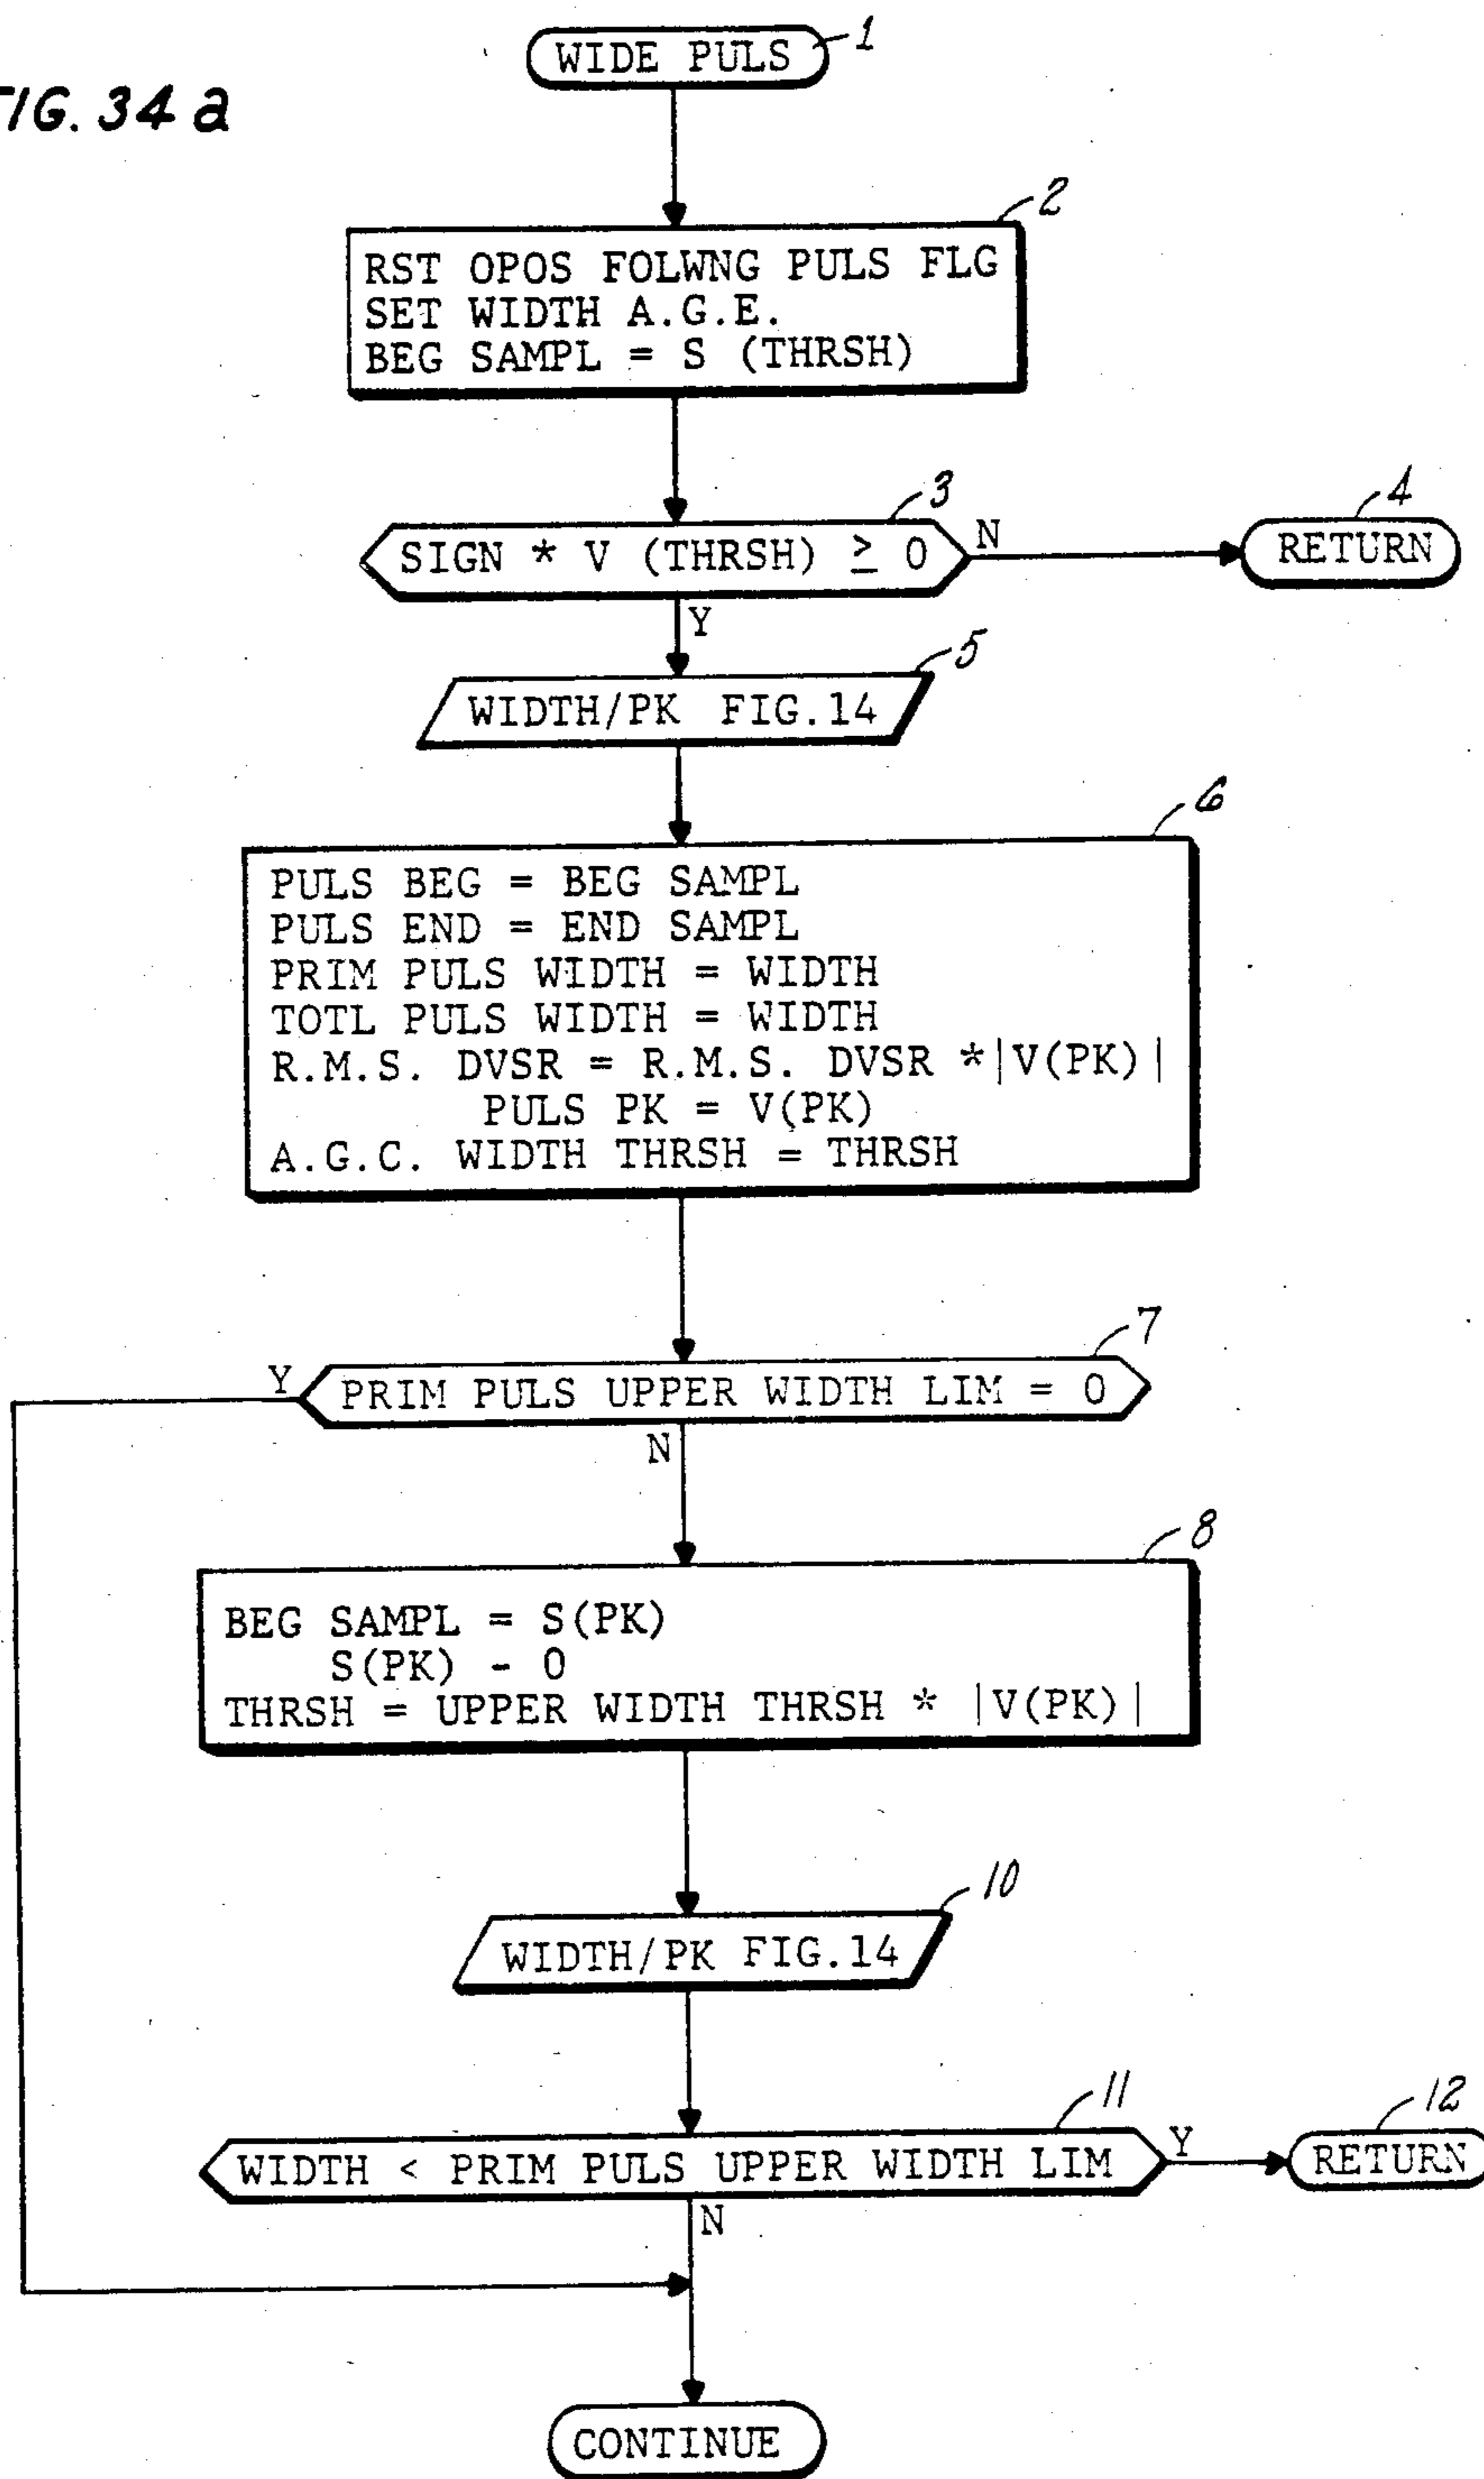 FIG. 34 a
WIDE PULS
1
2
RST OPOS FOLWNG PULS FLG
SET WIDTH A.G.E.
BEG SAMPL = S (THRSH)
3
SIGN * V (THRSH) ≥ 0
N
4
RETURN
Y
5
WIDTH/PK FIG.14
6
PULS BEG = BEG SAMPL
PULS END = END SAMPL
PRIM PULS WIDTH = WIDTH
TOTL PULS WIDTH = WIDTH
R.M.S. DVSR = R.M.S. DVSR *|V(PK)|
PULS PK = V(PK)
A.G.C. WIDTH THRSH = THRSH
7
Y
PRIM PULS UPPER WIDTH LIM = 0
N
8
BEG SAMPL = S(PK)
S(PK) - 0
THRSH = UPPER WIDTH THRSH * |V(PK)|
10
WIDTH/PK FIG.14
11
WIDTH < PRIM PULS UPPER WIDTH LIM
Y
12
RETURN
N
CONTINUE